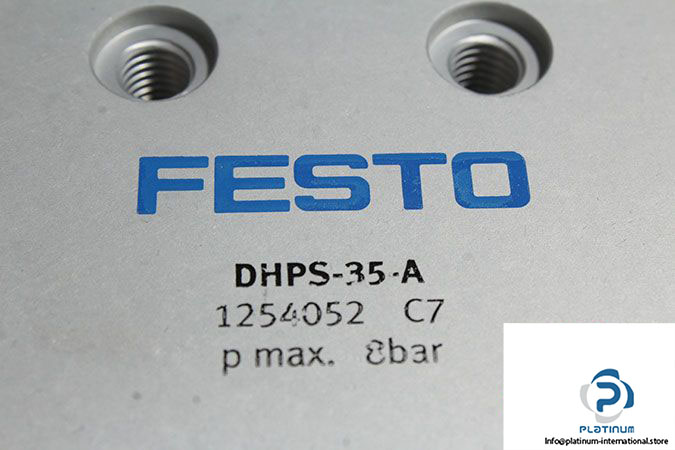 FESTO
DHPS-35-A
1254052 C7
p max. 8bar
P
PLATINUM
Info@platinum-international.store